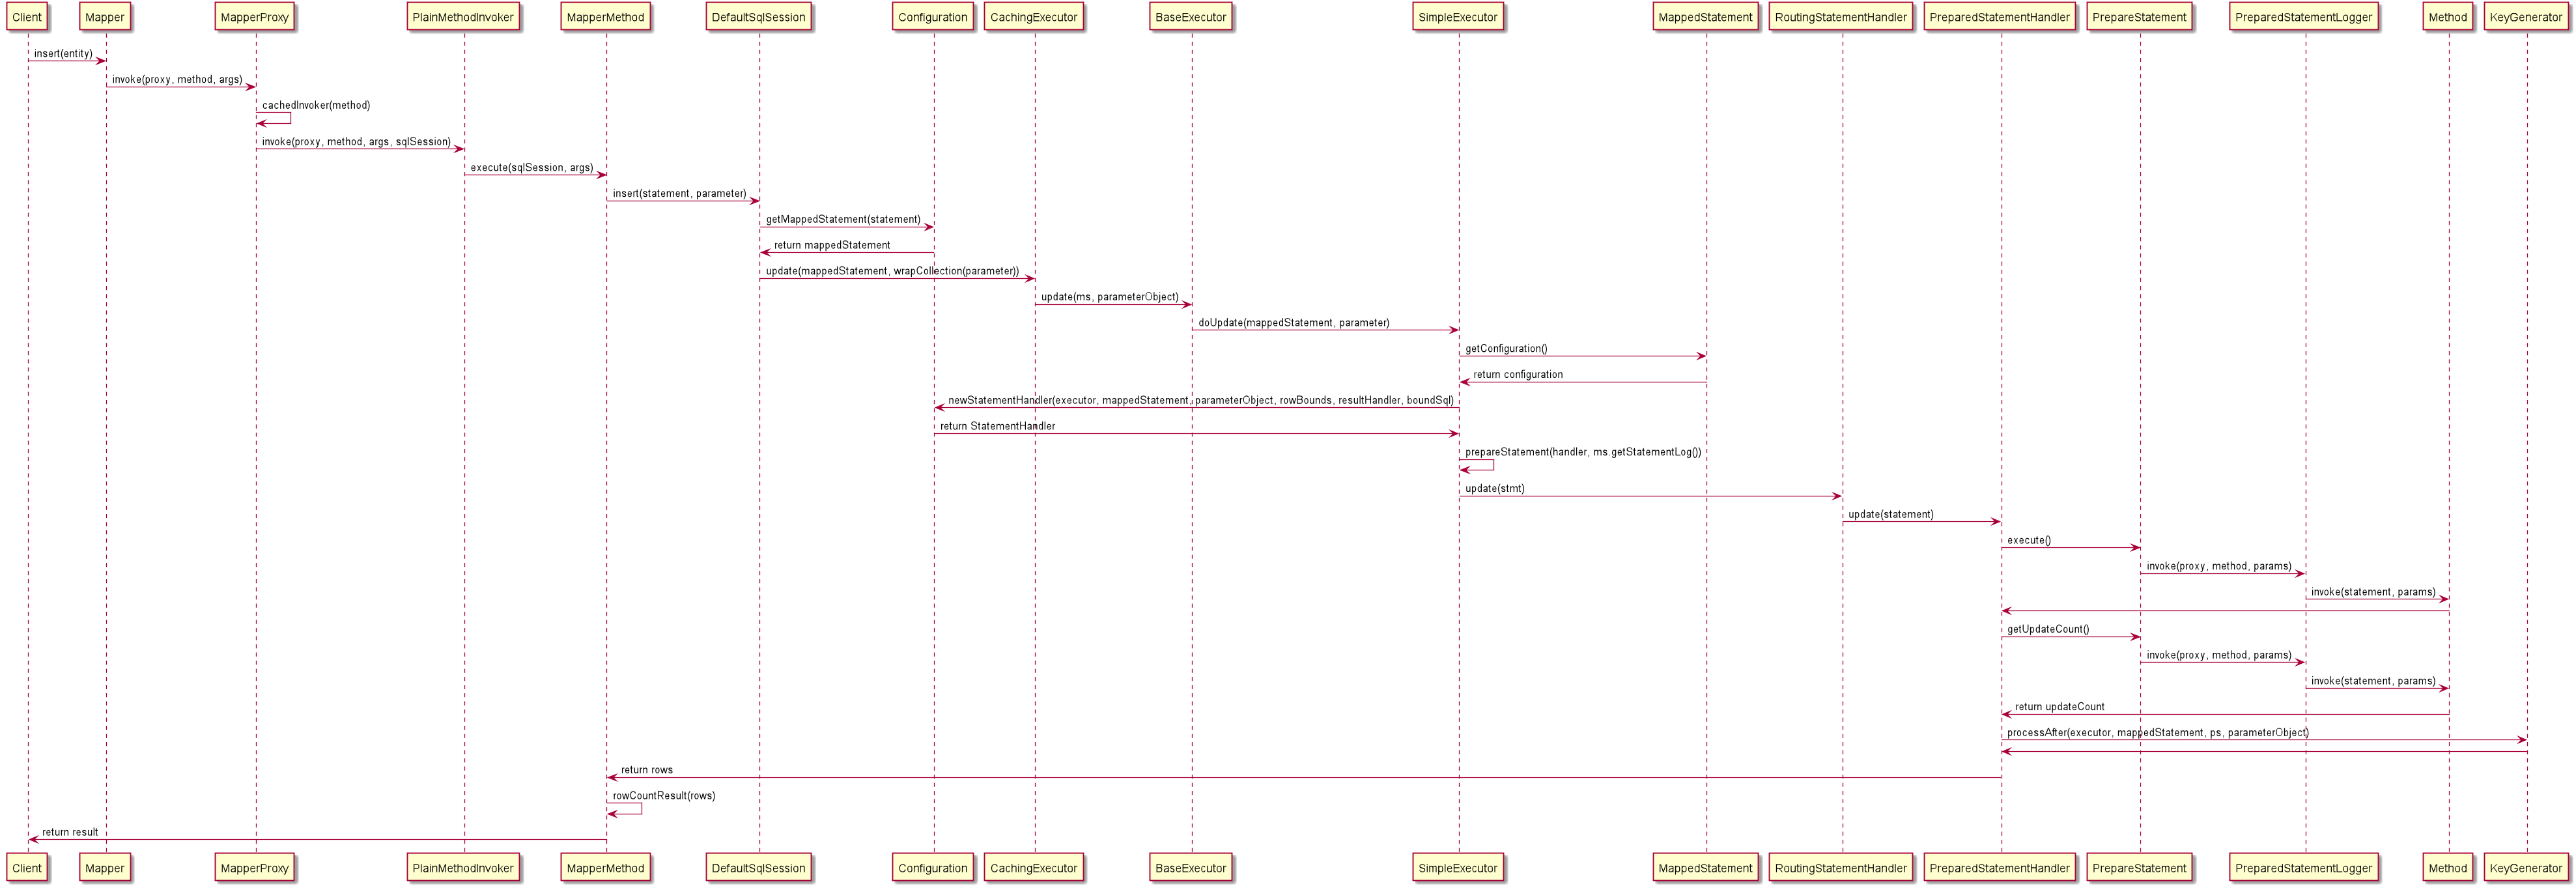 Client
Mapper
MapperProxy
PlainMethodInvoker
MapperMethod
DefaultSqlSession
Configuration
CachingExecutor
BaseExecutor
SimpleExecutor
MappedStatement
RoutingStatementHandler
PreparedStatementHandler
PrepareStatement
PreparedStatementLogger
Method
KeyGenerator
insert(entity)
invoke(proxy, method, args)
cachedInvoker(method)
invoke(proxy, method, args, sqlSession)
execute(sqlSession, args)
insert(statement, parameter)
getMappedStatement(statement)
return mappedStatement
update(mappedStatement, wrapCollection(parameter))
update(ms, parameterObject)
doUpdate(mappedStatement, parameter)
getConfiguration()
return configuration
newStatementHandler(executor, mappedStatement, parameterObject, rowBounds, resultHandler, boundSql)
return StatementHandler
prepareStatement(handler, ms.getStatementLog())
update(stmt)
update(statement)
execute()
invoke(proxy, method, params)
invoke(statement, params)
getUpdateCount()
invoke(proxy, method, params)
invoke(statement, params)
return updateCount
processAfter(executor, mappedStatement, ps, parameterObject)
return rows
rowCountResult(rows)
return result
Client
Mapper
MapperProxy
PlainMethodInvoker
MapperMethod
DefaultSqlSession
Configuration
CachingExecutor
BaseExecutor
SimpleExecutor
MappedStatement
RoutingStatementHandler
PreparedStatementHandler
PrepareStatement
PreparedStatementLogger
Method
KeyGenerator